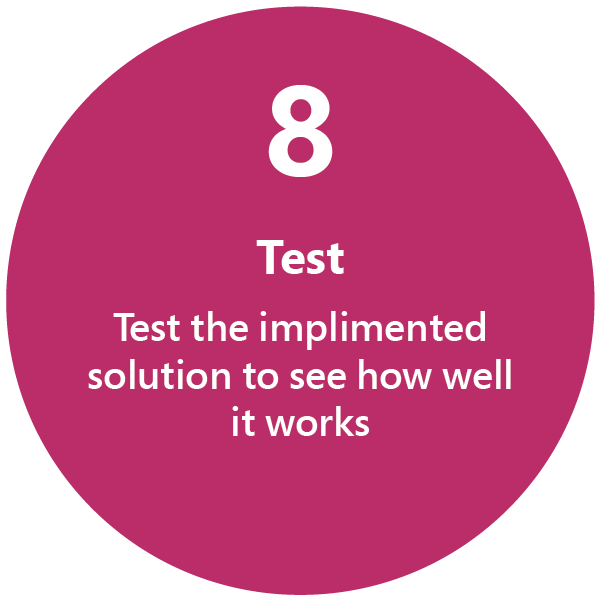 8
Test
Test the implimented
solution to see how well
it works